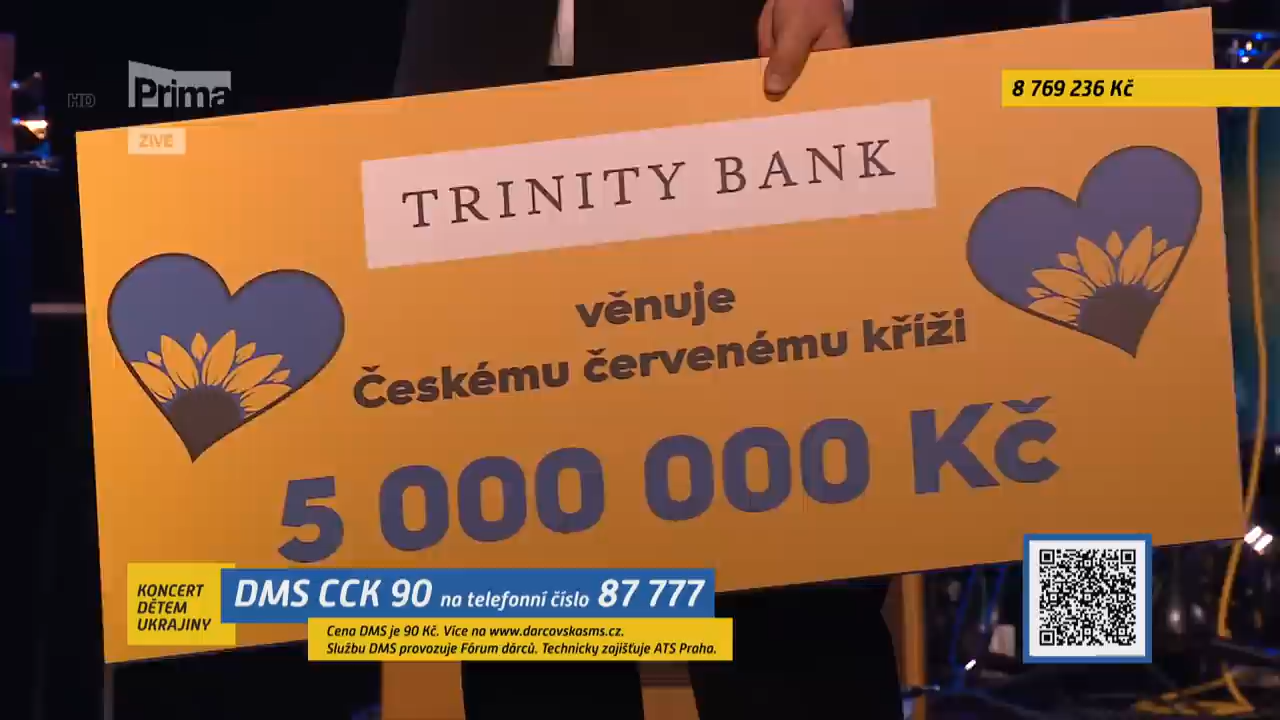 HD
Prima
ŽIVĚ
8 769 236 Kč
TRINITY BANK
věnuje
Českému červenému kříži
5 000 000 Kč
KONCERT
DĚTEM
UKRAJINY
DMS CCK 90 na telefonní číslo 87 777
Cena DMS je 90 Kč. Více na www.darcovskasms.cz.
Službu DMS provozuje Fórum dárců. Technicky zajišťuje ATS Praha.